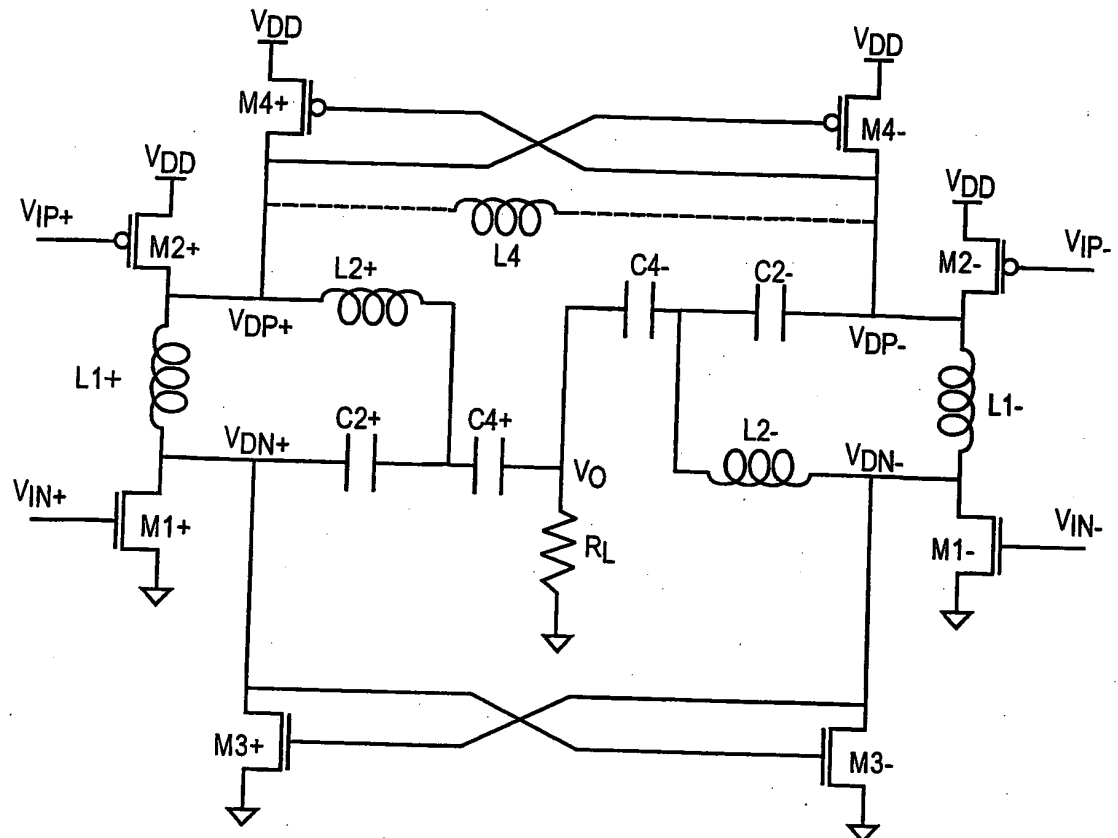 VDD
VDD
M4+
M4-
VDD
VDD
VIP+
M2+
L4
M2-
VIP-
L2+
C4-
C2-
VDP+
VDP-
L1+
L1-
C2+
C4+
VDN+
L2-
VDN-
VO
VIN+
M1+
RL
M1-
VIN-
M3+
M3-